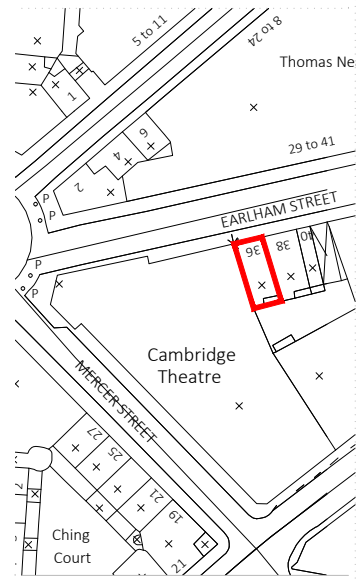 5 to 11
8 to 24
Thomas Ne
1
6
4
2
29 to 41
P
P
EARLHAM STREET
36
38
40
P
P
Cambridge
Theatre
MERCER STREET
27
25
21
19
21
Ching
Court